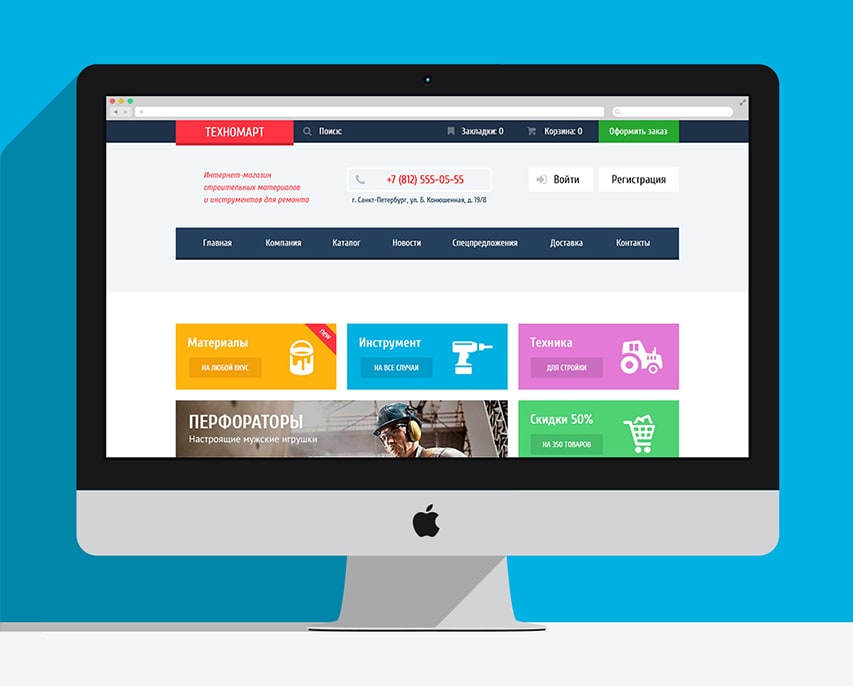 ТЕХНОМАРТ
Поиск:
Закладки: 0
Корзина: 0
Оформить заказ
Интернет-магазин
строительных материалов
и инструментов для ремонта
+7 (812) 555-05-55
г. Санкт-Петербург, ул. Б. Конюшенная, д. 19/8
Войти
Регистрация
Главная
Компания
Каталог
Новости
Спецпредложения
Доставка
Контакты
Материалы
new
НА ЛЮБОЙ ВКУС
Инструмент
НА ВСЕ СЛУЧАИ
Техника
ДЛЯ СТРОЙКИ
ПЕРФОРАТОРЫ
Настоящие мужские игрушки
Скидки 50%
НА 350 ТОВАРОВ